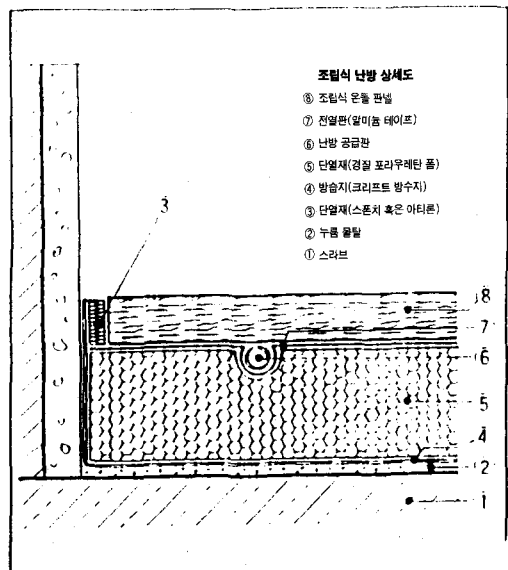 조립식 난방 상세도
⑧ 조립식 온돌 판넬
⑦ 전열판(알미늄 테이프)
⑥ 난방 공급판
⑤ 단열재(경질 포라우레탄 폼)
④ 방습지(크리프트 방수지)
③ 단열재(스폰치 혹은 아티론)
② 누름 몰탈
① 스라브
3
8
7
6
5
4
2
1